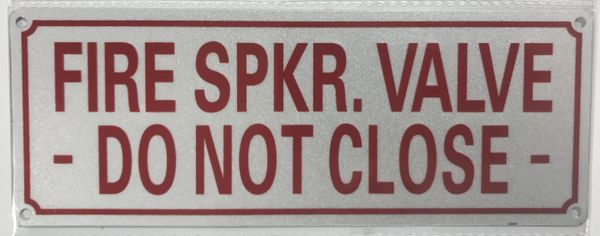 FIRE SPKR. VALVE
- DO NOT CLOSE -